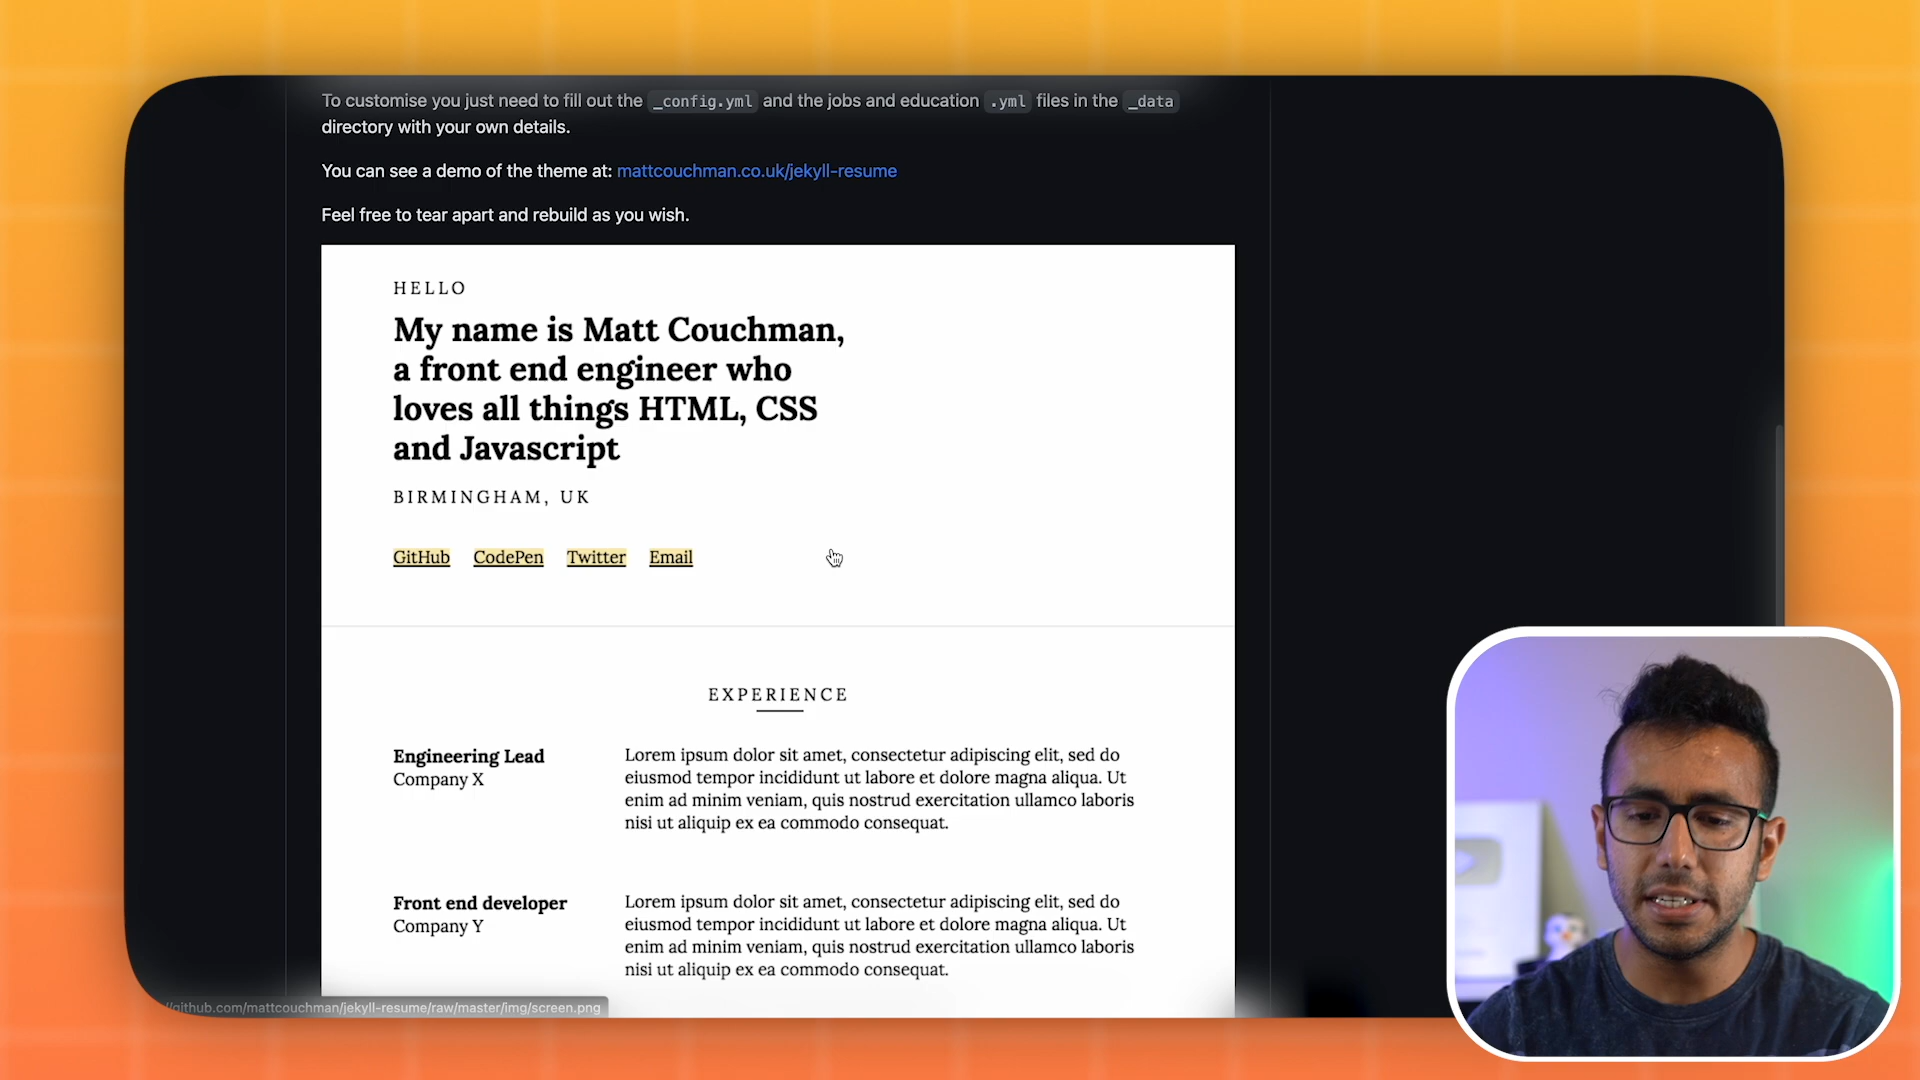 To customise you just need to fill out the _config.yml and the jobs and education .yml files in the _data
directory with your own details.
You can see a demo of the theme at: mattcouchman.co.uk/jekyll-resume
Feel free to tear apart and rebuild as you wish.
HELLO
My name is Matt Couchman,
a front end engineer who
loves all things HTML, CSS
and Javascript
BIRMINGHAM, UK
GitHub CodePen Twitter Email
EXPERIENCE
Engineering Lead
Company X
Lorem ipsum dolor sit amet, consectetur adipiscing elit, sed do
eiusmod tempor incididunt ut labore et dolore magna aliqua. Ut
enim ad minim veniam, quis nostrud exercitation ullamco laboris
nisi ut aliquip ex ea commodo consequat.
Front end developer
Company Y
Lorem ipsum dolor sit amet, consectetur adipiscing elit, sed do
eiusmod tempor incididunt ut labore et dolore magna aliqua. Ut
enim ad minim veniam, quis nostrud exercitation ullamco laboris
nisi ut aliquip ex ea commodo consequat.
//github.com/mattcouchman/jekyll-resume/raw/master/img/screen.png